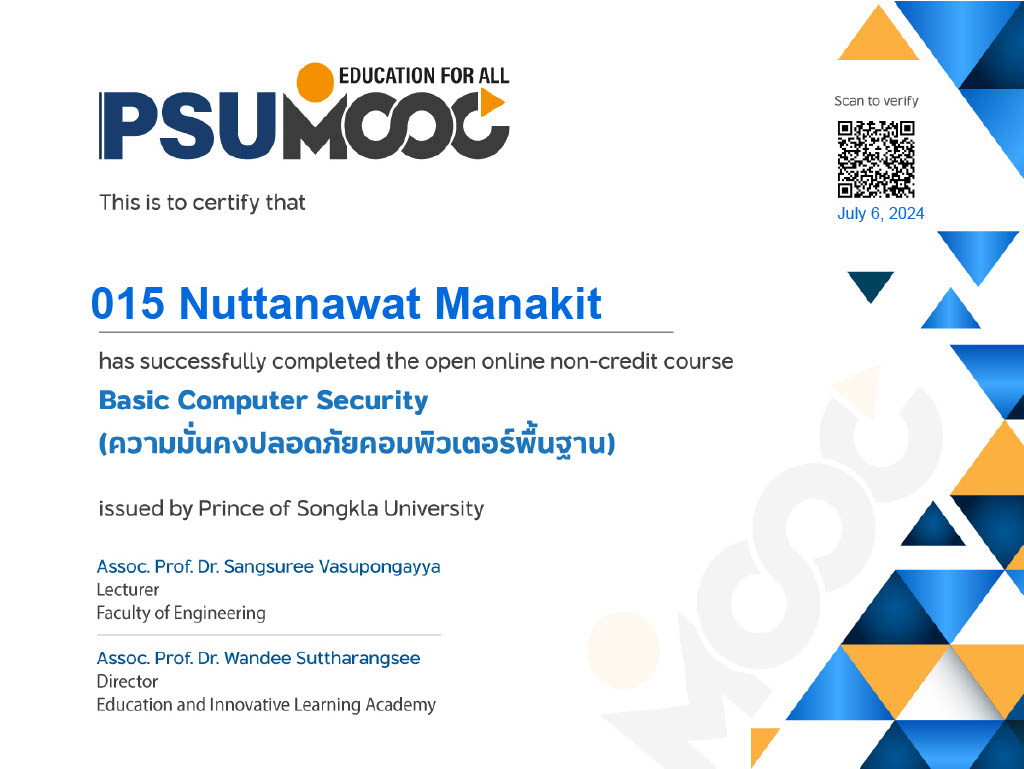 EDUCATION FOR ALL
PSUMOOC
Scan to verify
July 6, 2024
This is to certify that
015 Nuttanawat Manakit
has successfully completed the open online non-credit course
Basic Computer Security
(ความมั่นคงปลอดภัยคอมพิวเตอร์พื้นฐาน)
issued by Prince of Songkla University
Assoc. Prof. Dr. Sangsuree Vasupongayya
Lecturer
Faculty of Engineering
Assoc. Prof. Dr. Wandee Suttharangsee
Director
Education and Innovative Learning Academy
MOOC